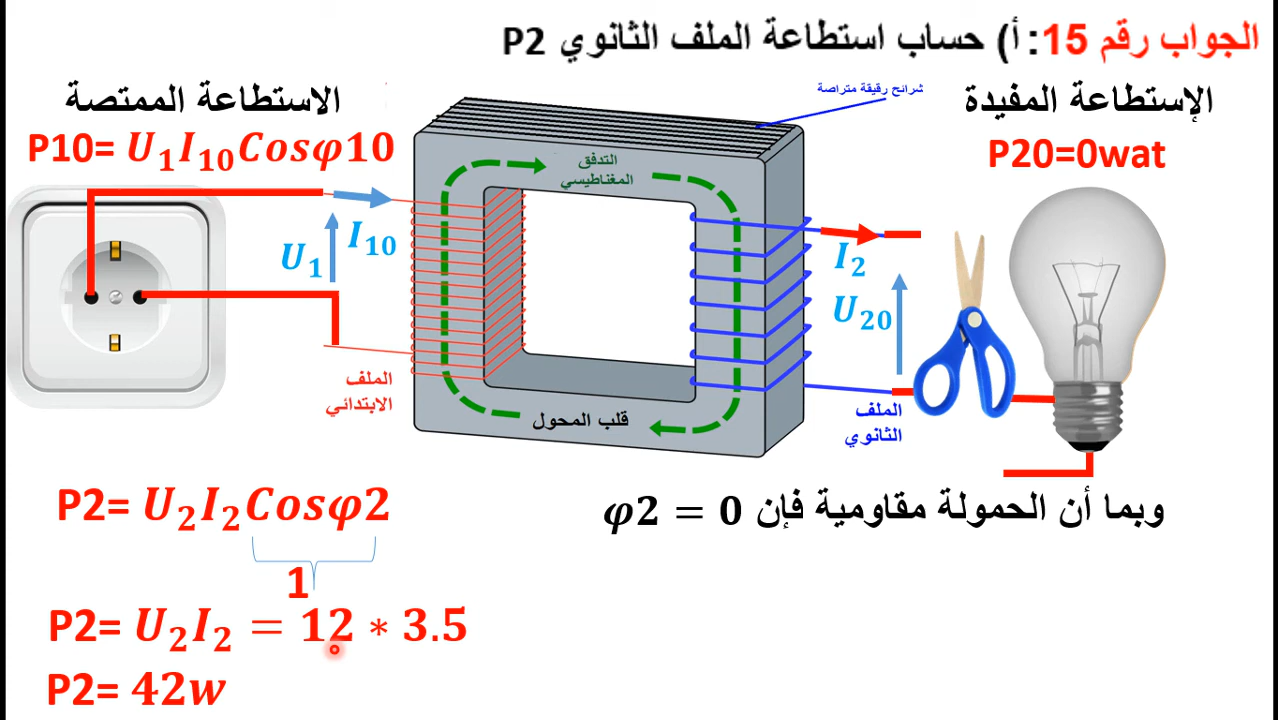 الجواب رقم 15: أ) حساب استطاعة الملف الثانوي P2
شرائح رقيقة متراصة
الإستطاعة المفيدة
P20=0wat
الاستطاعة الممتصة
P10= U₁I₁₀Cosφ10
التدفق
المغناطيسي
I₁₀
U₁
I₂
U₂₀
الملف
الابتدائي
قلب المحول
الملف
الثانوي
P2= U₂I₂Cosφ2
وبما أن الحمولة مقاومية فإن φ2 = 0
1
P2= U₂I₂ = 12 * 3.5
P2= 42w